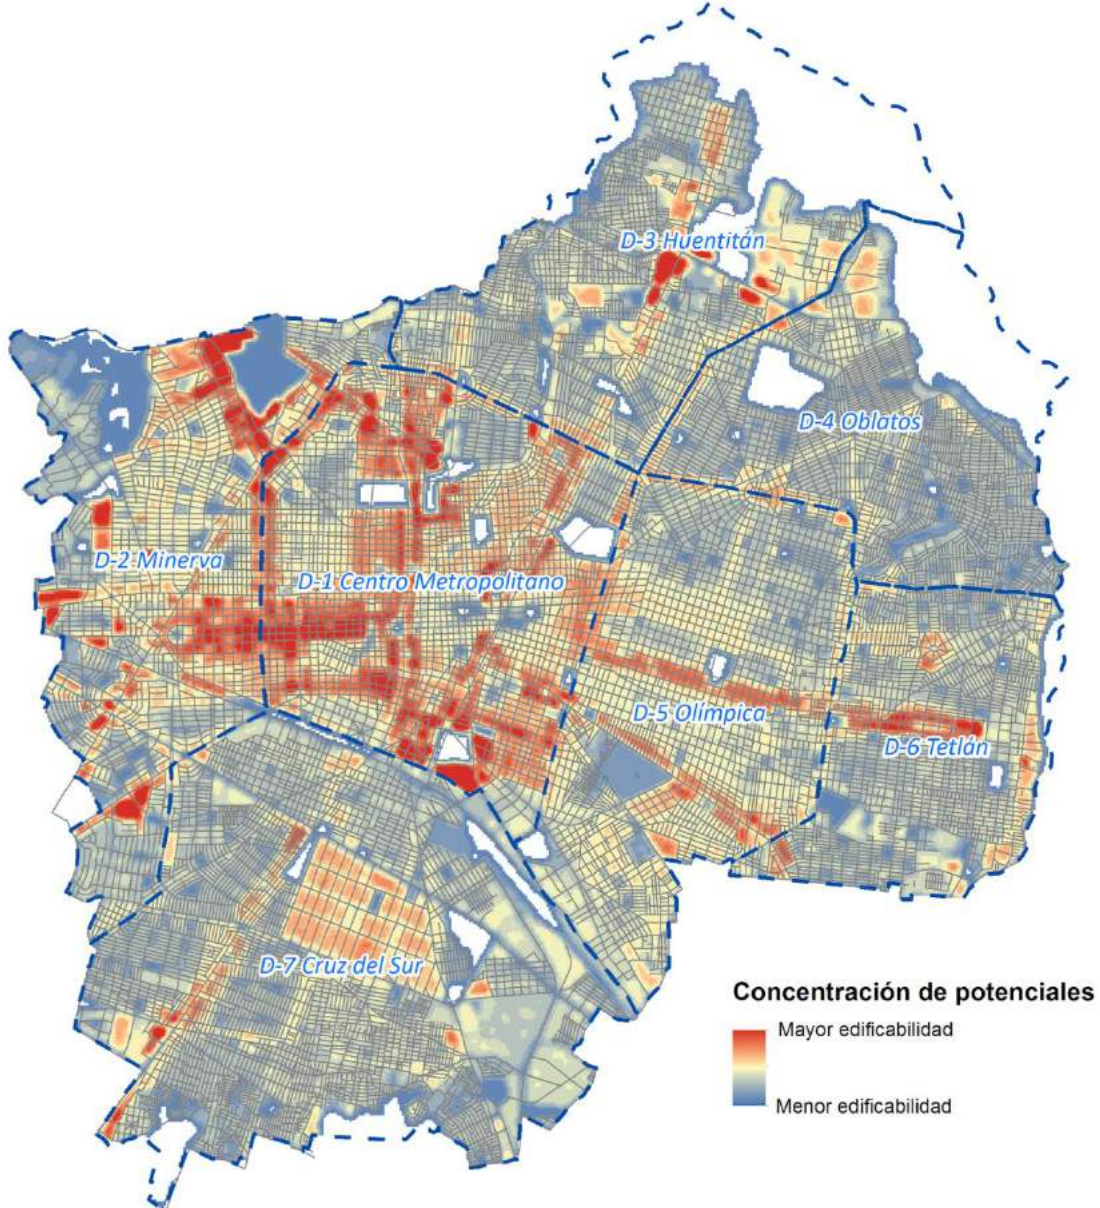 D-3 Huentitán
D-4 Oblatos
D-2 Minerva
D-1 Centro Metropolitano
D-5 Olímpica
D-6 Tetlán
D-7 Cruz del Sur
Concentración de potenciales
Mayor edificabilidad
Menor edificabilidad